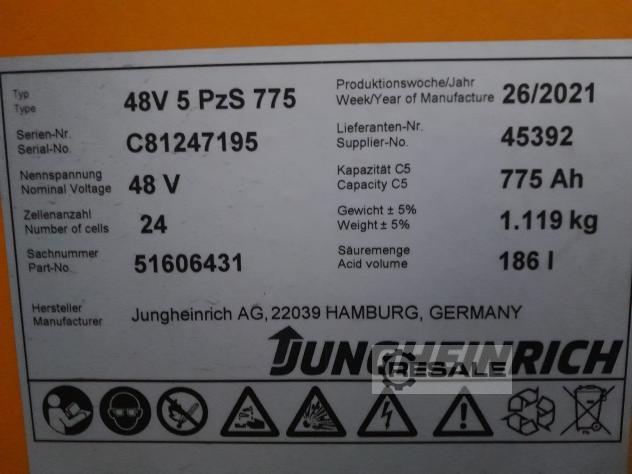 Typ
Type
48V 5 PzS 775
Produktionswoche/Jahr
Week/Year of Manufacture
26/2021
Serien-Nr.
Serial-No.
C81247195
Lieferanten-Nr.
Supplier-No.
45392
Nennspannung
Nominal Voltage
48 V
Kapazität C5
Capacity C5
775 Ah
Zellenanzahl
Number of cells
24
Gewicht ± 5%
Weight ± 5%
1.119 kg
Sachnummer
Part-No.
51606431
Säuremenge
Acid volume
186 l
Hersteller
Manufacturer
Jungheinrich AG, 22039 HAMBURG, GERMANY
JUNGHEINRICH
RESALE